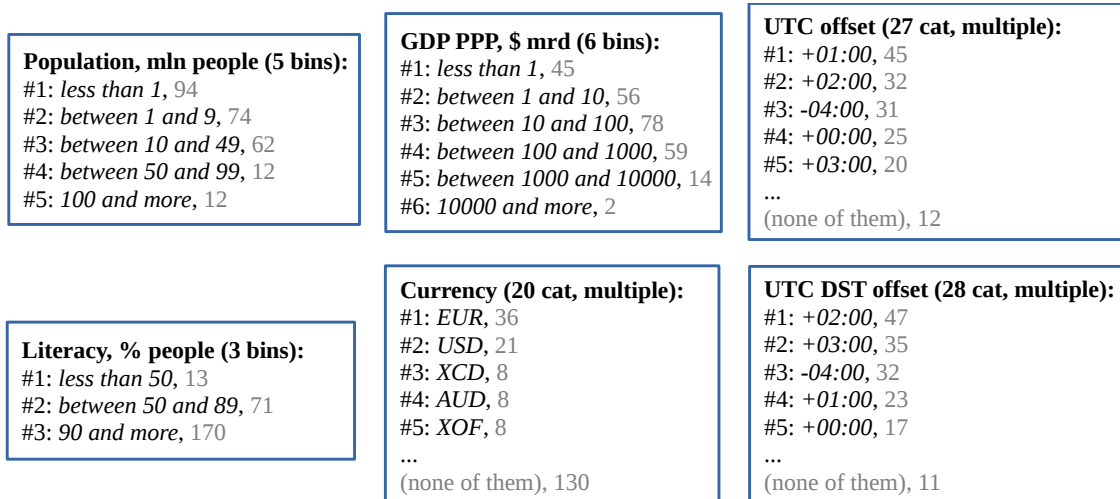 Population, mln people (5 bins):
#1: less than 1, 94
#2: between 1 and 9, 74
#3: between 10 and 49, 62
#4: between 50 and 99, 12
#5: 100 and more, 12
GDP PPP, $ mrd (6 bins):
#1: less than 1, 45
#2: between 1 and 10, 56
#3: between 10 and 100, 78
#4: between 100 and 1000, 59
#5: between 1000 and 10000, 14
#6: 10000 and more, 2
UTC offset (27 cat, multiple):
#1: +01:00, 45
#2: +02:00, 32
#3: -04:00, 31
#4: +00:00, 25
#5: +03:00, 20
...
(none of them), 12
Literacy, % people (3 bins):
#1: less than 50, 13
#2: between 50 and 89, 71
#3: 90 and more, 170
Currency (20 cat, multiple):
#1: EUR, 36
#2: USD, 21
#3: XCD, 8
#4: AUD, 8
#5: XOF, 8
...
(none of them), 130
UTC DST offset (28 cat, multiple):
#1: +02:00, 47
#2: +03:00, 35
#3: -04:00, 32
#4: +01:00, 23
#5: +00:00, 17
...
(none of them), 11